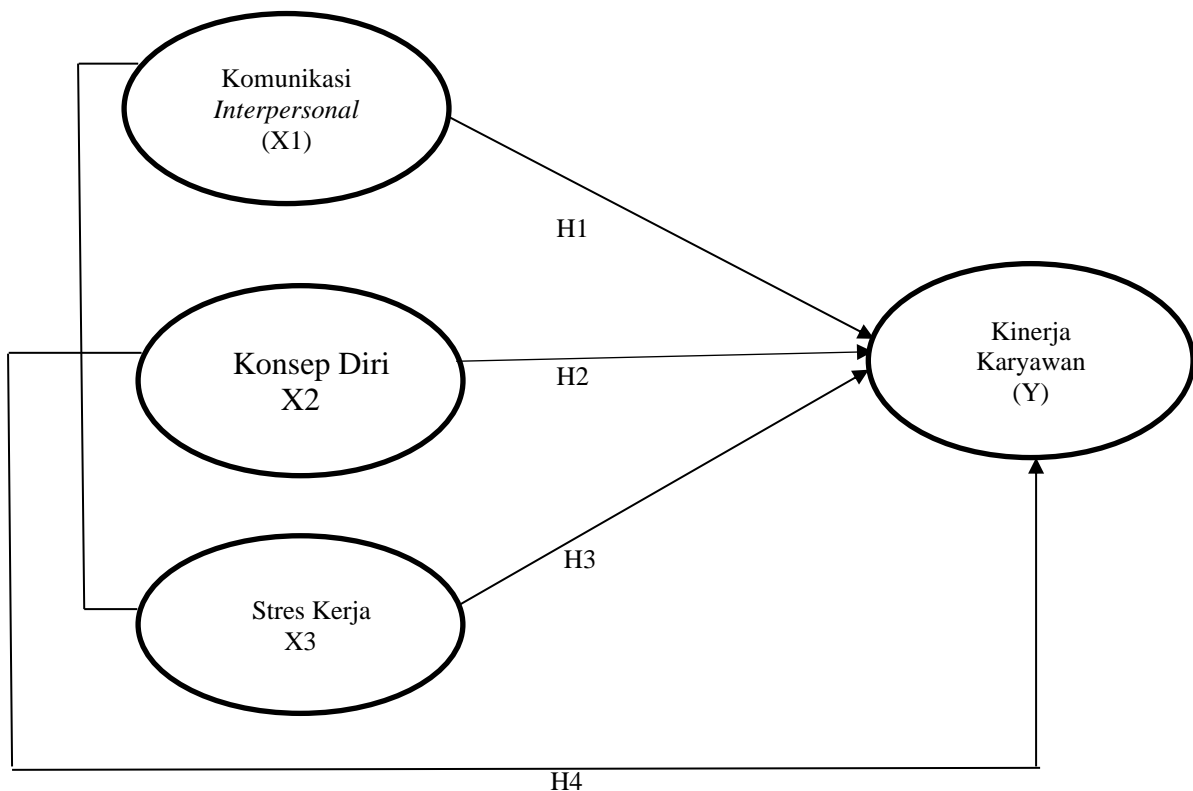 Komunikasi
Interpersonal
(X1)
H1
Konsep Diri
X2
H2
Kinerja
Karyawan
(Y)
Stres Kerja
X3
H3
H4